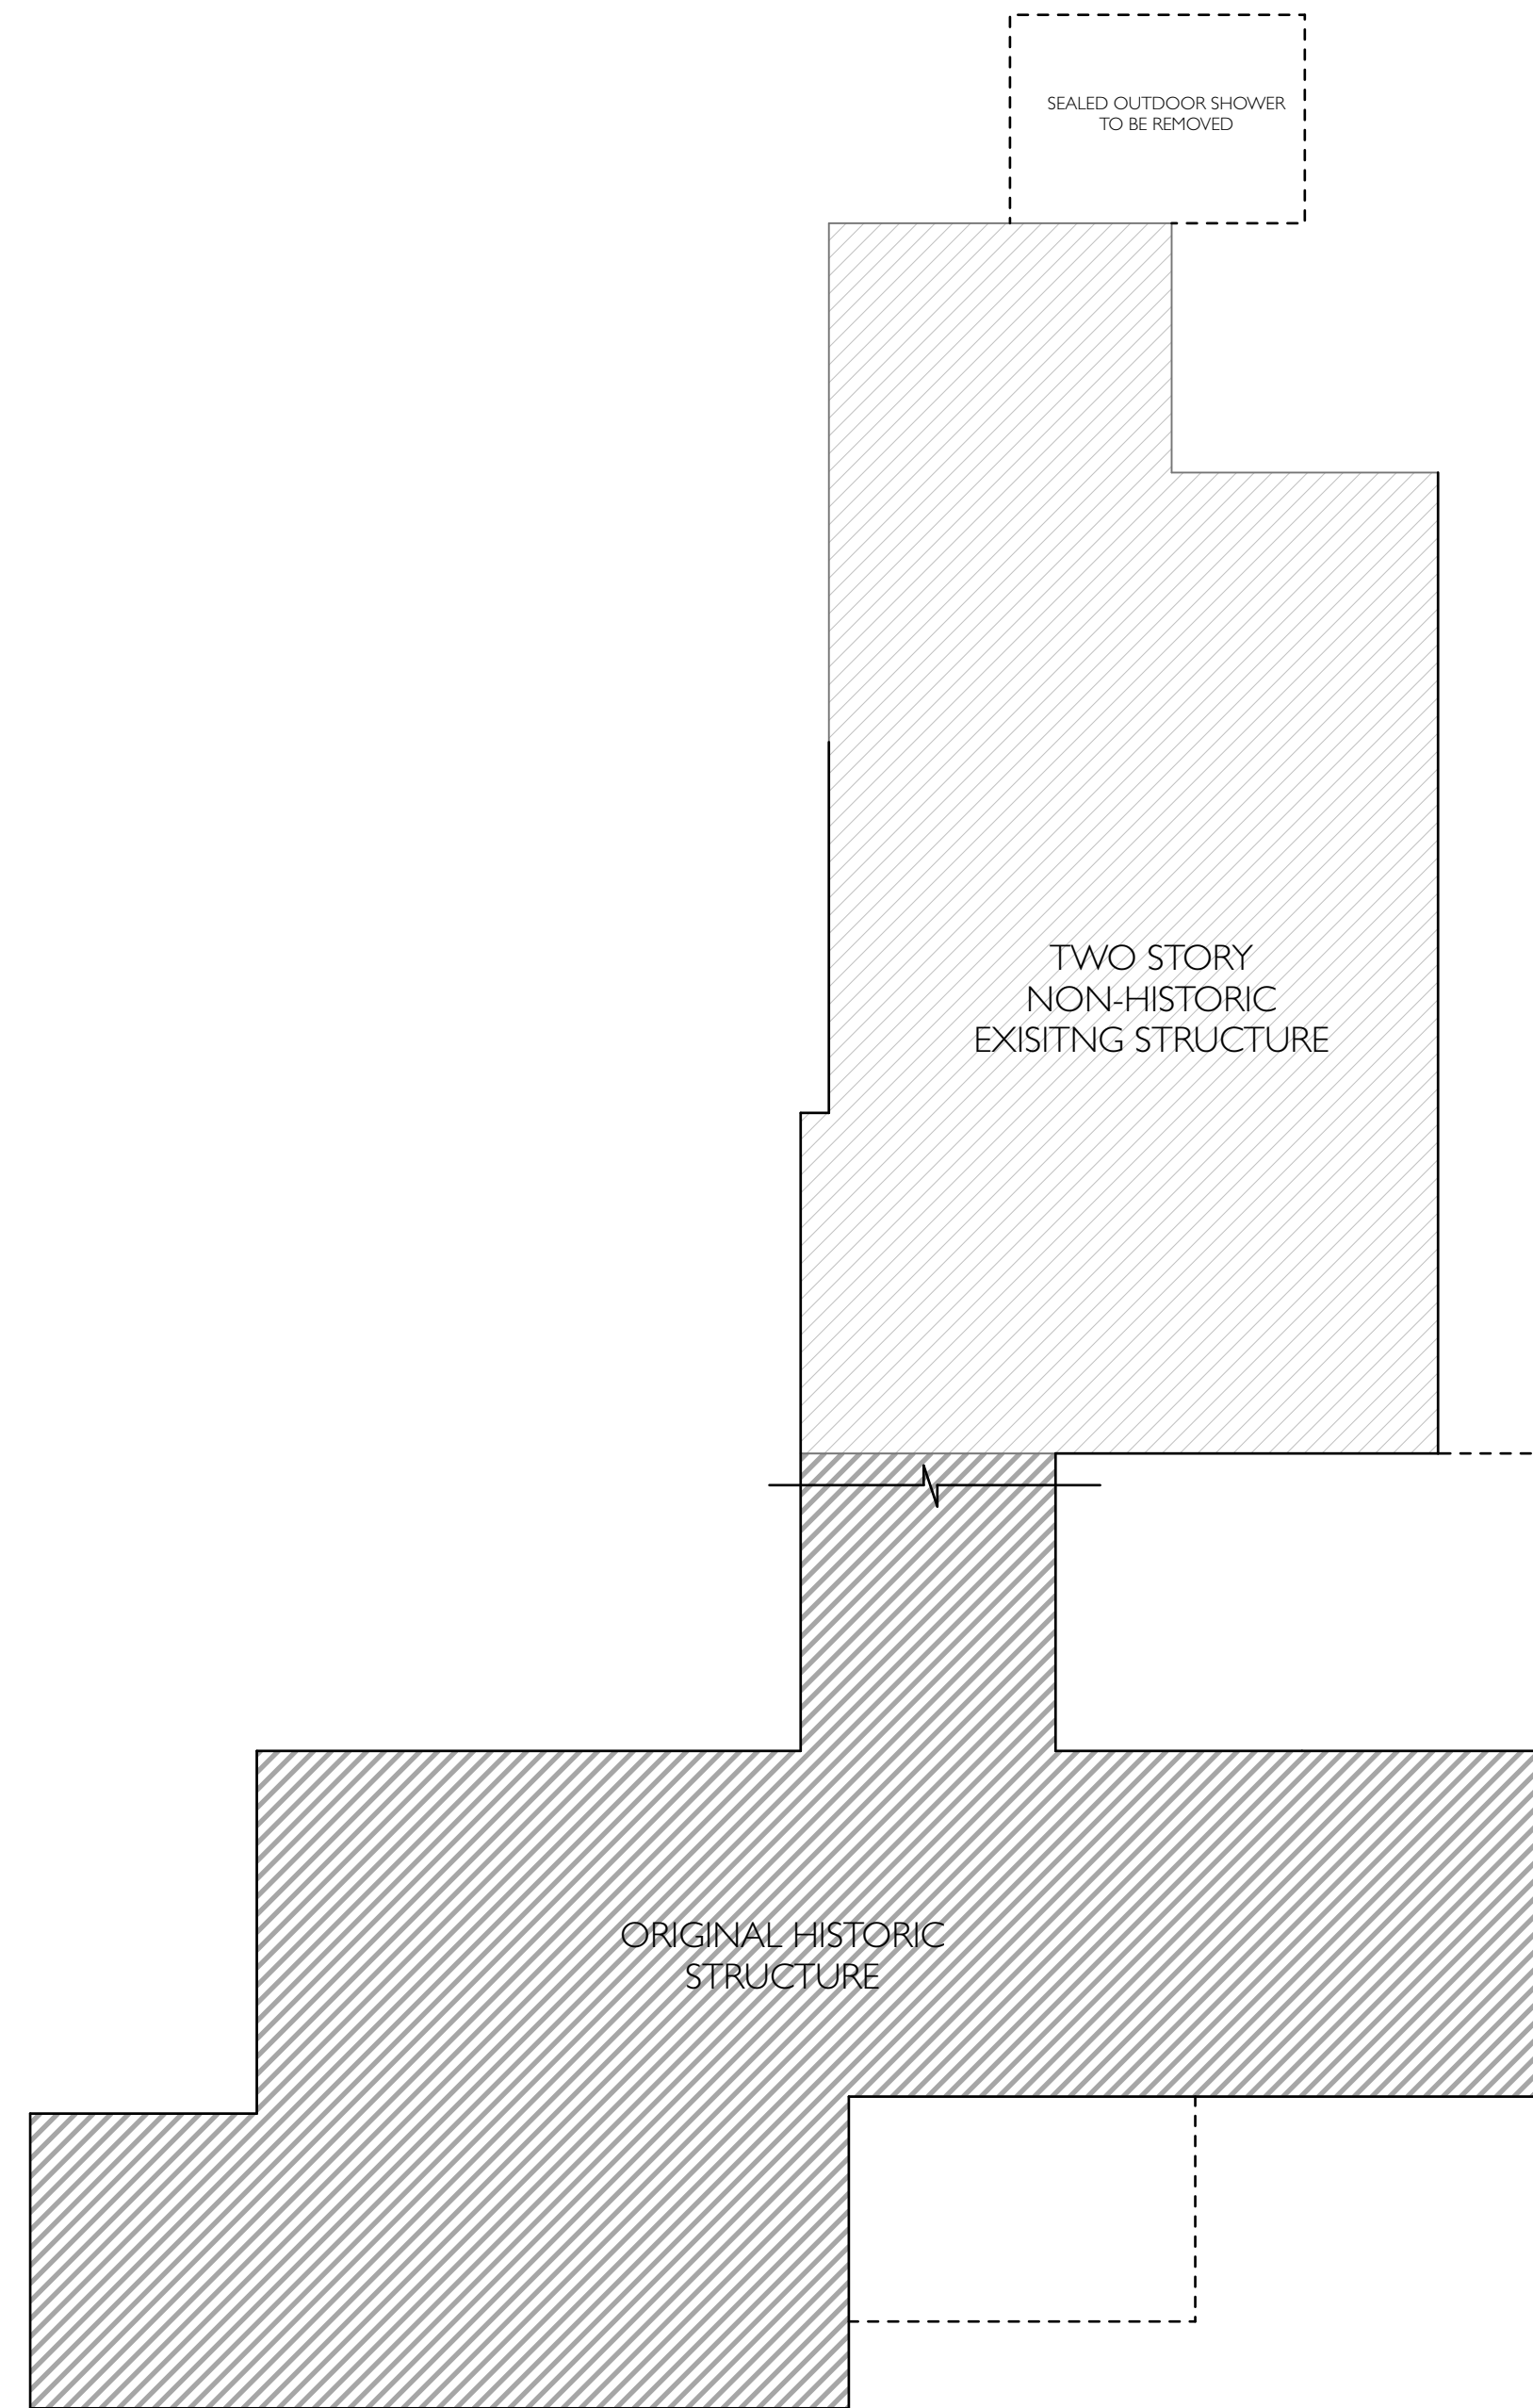 SEALED OUTDOOR SHOWER
TO BE REMOVED
TWO STORY
NON-HISTORIC
EXISITNG STRUCTURE
ORIGINAL HISTORIC
STRUCTURE